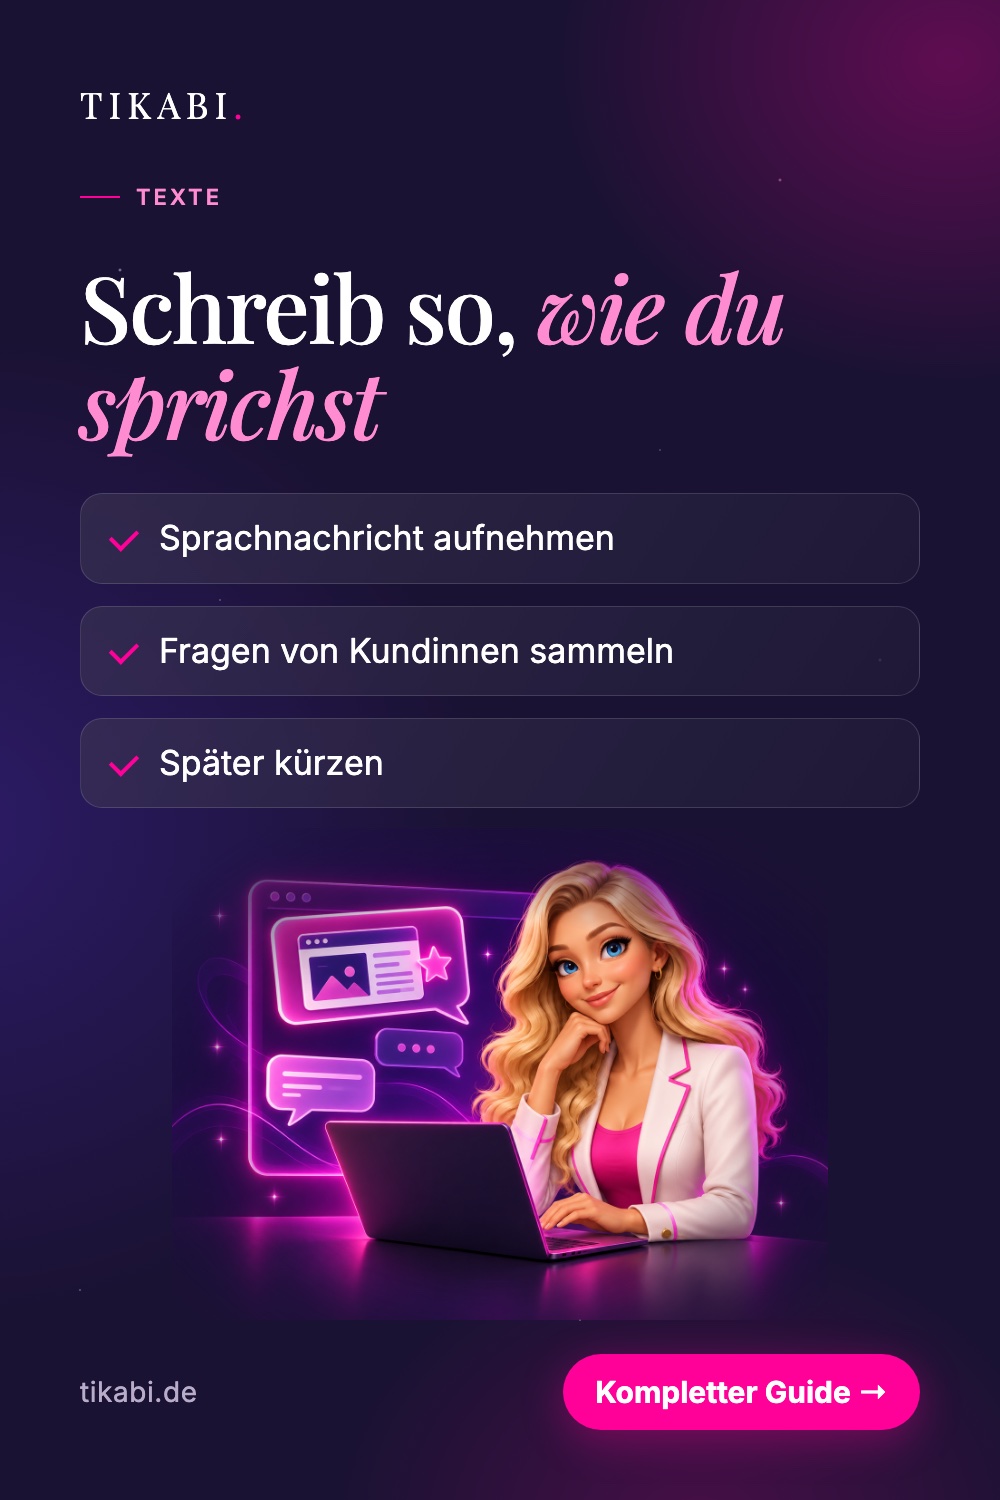 TIKABI.
TEXTE
Schreib so, wie du
sprichst
Sprachnachricht aufnehmen
Fragen von Kundinnen sammeln
Später kürzen
tikabi.de
Kompletter Guide →